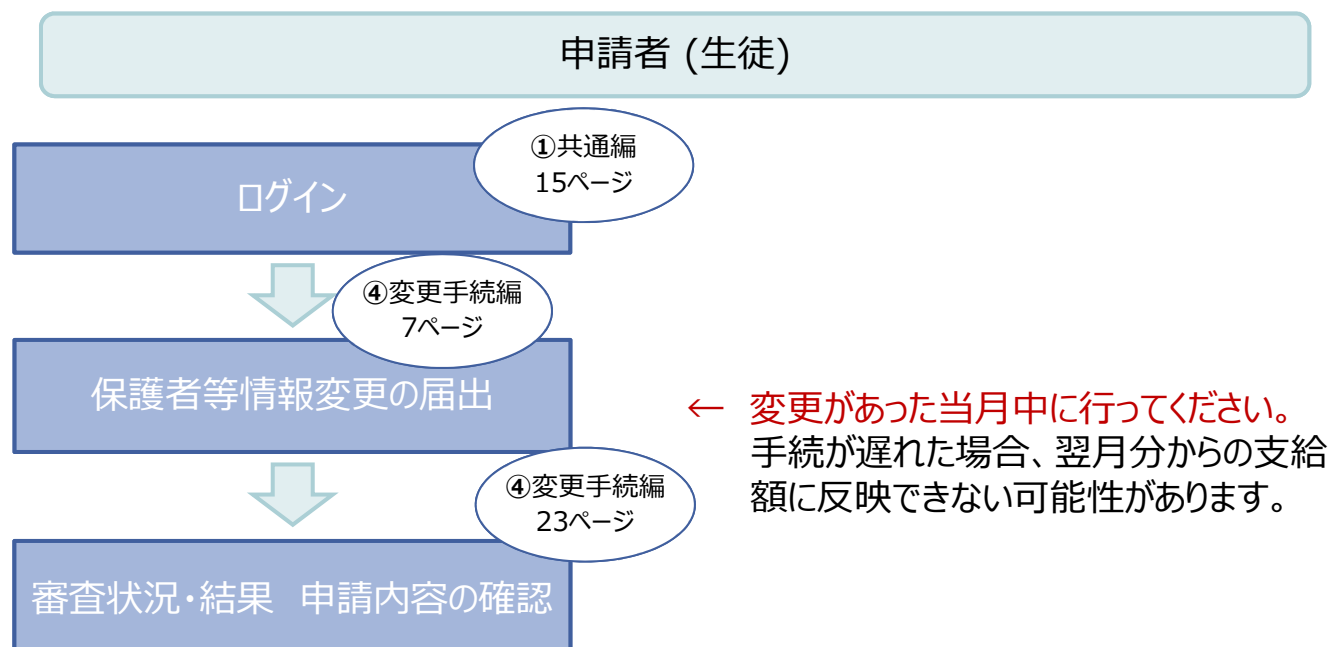 申請者 (生徒)
①共通編
15ページ
ログイン
④変更手続編
7ページ
保護者等情報変更の届出
← 変更があった当月中に行ってください。
手続が遅れた場合、翌月分からの支給
額に反映できない可能性があります。
④変更手続編
23ページ
審査状況・結果　申請内容の確認